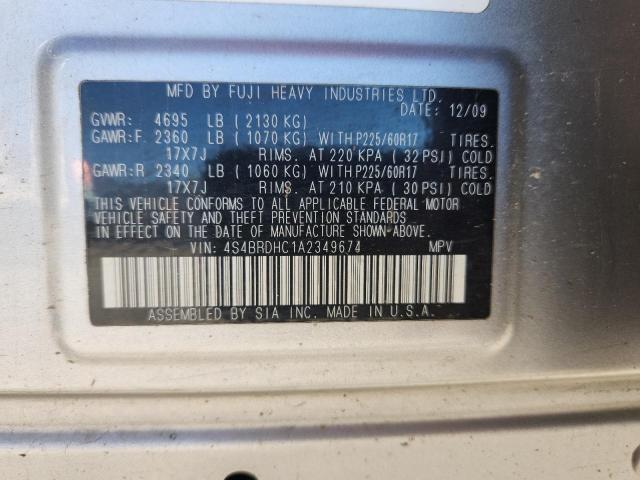 MFD BY FUJI HEAVY INDUSTRIES LTD.
DATE: 12/09
GVWR: 4695 LB (2130 KG)
GAWR:F 2360 LB (1070 KG) WITH P225/60R17 TIRES.
17X7J RIMS. AT 220 KPA (32 PSI) COLD
GAWR:R 2340 LB (1060 KG) WITH P225/60R17 TIRES.
17X7J RIMS. AT 210 KPA (30 PSI) COLD
THIS VEHICLE CONFORMS TO ALL APPLICABLE FEDERAL MOTOR
VEHICLE SAFETY AND THEFT PREVENTION STANDARDS
IN EFFECT ON THE DATE OF MANUFACTURE SHOWN ABOVE.
VIN: 4S4BRDHC1A2349674 MPV
ASSEMBLED BY SIA INC. MADE IN U.S.A.